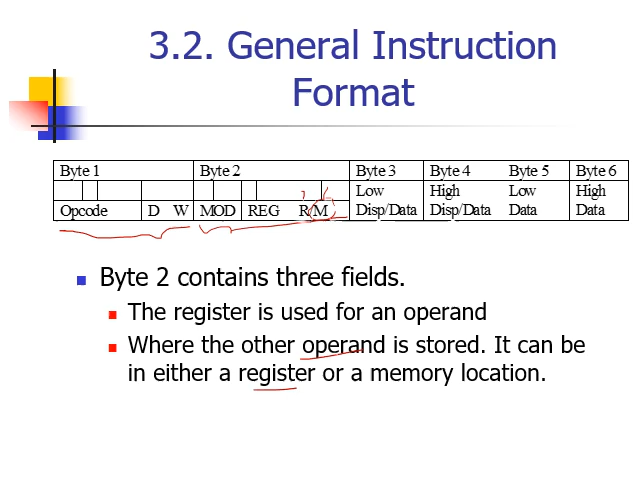 3.2. General Instruction
Format
Byte 1 Byte 2 Byte 3 Byte 4 Byte 5 Byte 6
Low High Low High
Opcode D W MOD REG R/M Disp/Data Disp/Data Data Data
Byte 2 contains three fields.
The register is used for an operand
Where the other operand is stored. It can be
in either a register or a memory location.